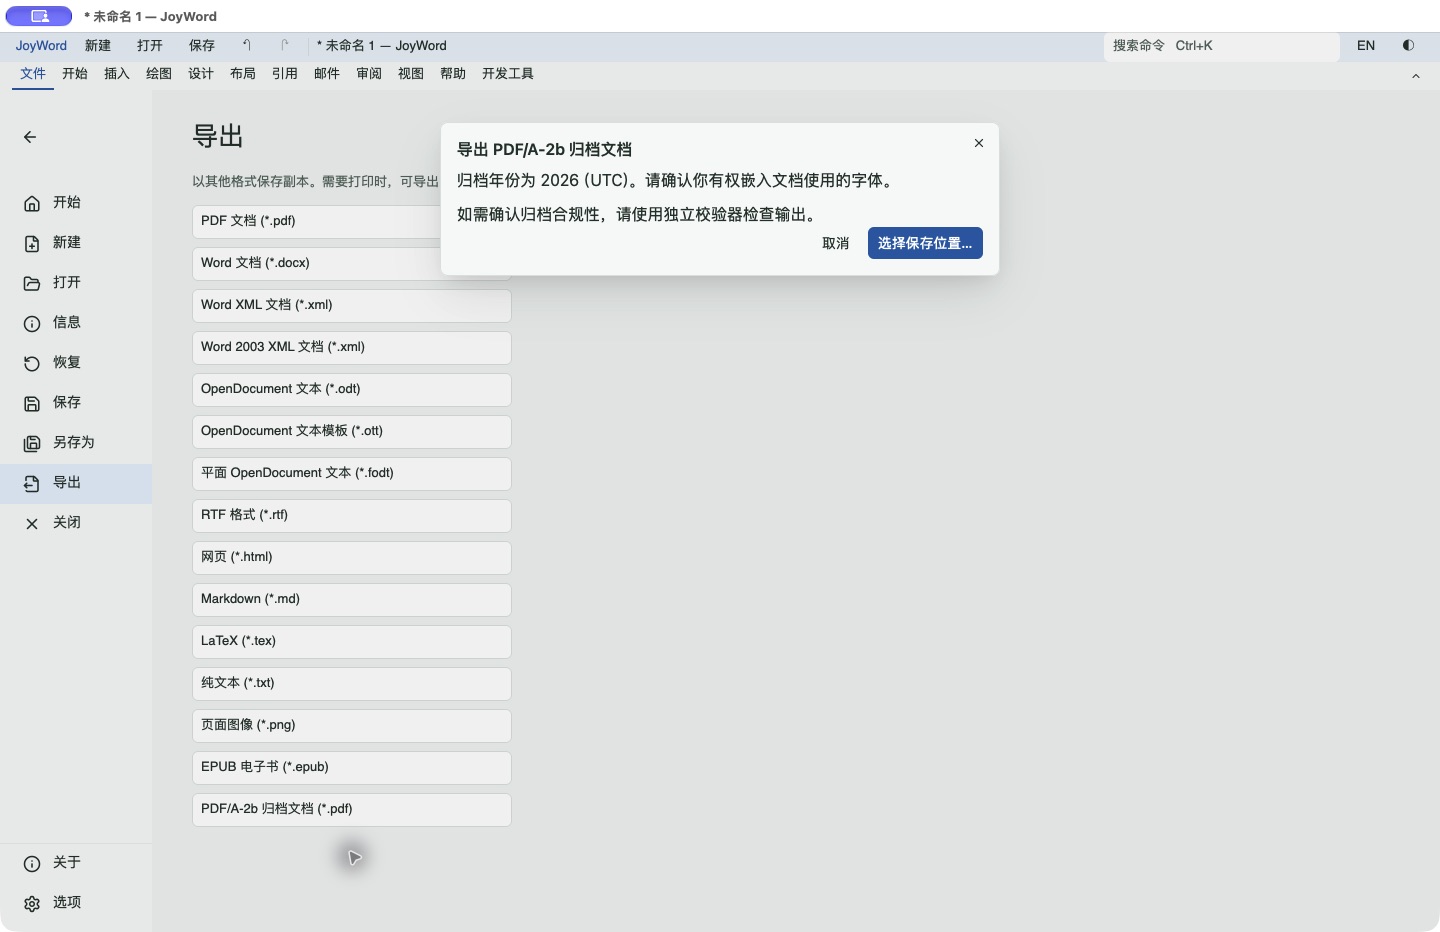 * 未命名 1 — JoyWord
JoyWord 新建 打开 保存 * 未命名 1 — JoyWord 搜索命令 Ctrl+K EN
文件 开始 插入 绘图 设计 布局 引用 邮件 审阅 视图 帮助 开发工具
开始
新建
打开
信息
恢复
保存
另存为
导出
关闭
关于
选项
导出
以其他格式保存副本。需要打印时，可导出
PDF 文档 (*.pdf)
Word 文档 (*.docx)
Word XML 文档 (*.xml)
Word 2003 XML 文档 (*.xml)
OpenDocument 文本 (*.odt)
OpenDocument 文本模板 (*.ott)
平面 OpenDocument 文本 (*.fodt)
RTF 格式 (*.rtf)
网页 (*.html)
Markdown (*.md)
LaTeX (*.tex)
纯文本 (*.txt)
页面图像 (*.png)
EPUB 电子书 (*.epub)
PDF/A-2b 归档文档 (*.pdf)
导出 PDF/A-2b 归档文档
归档年份为 2026 (UTC)。请确认你有权嵌入文档使用的字体。
如需确认归档合规性，请使用独立校验器检查输出。
取消 选择保存位置...